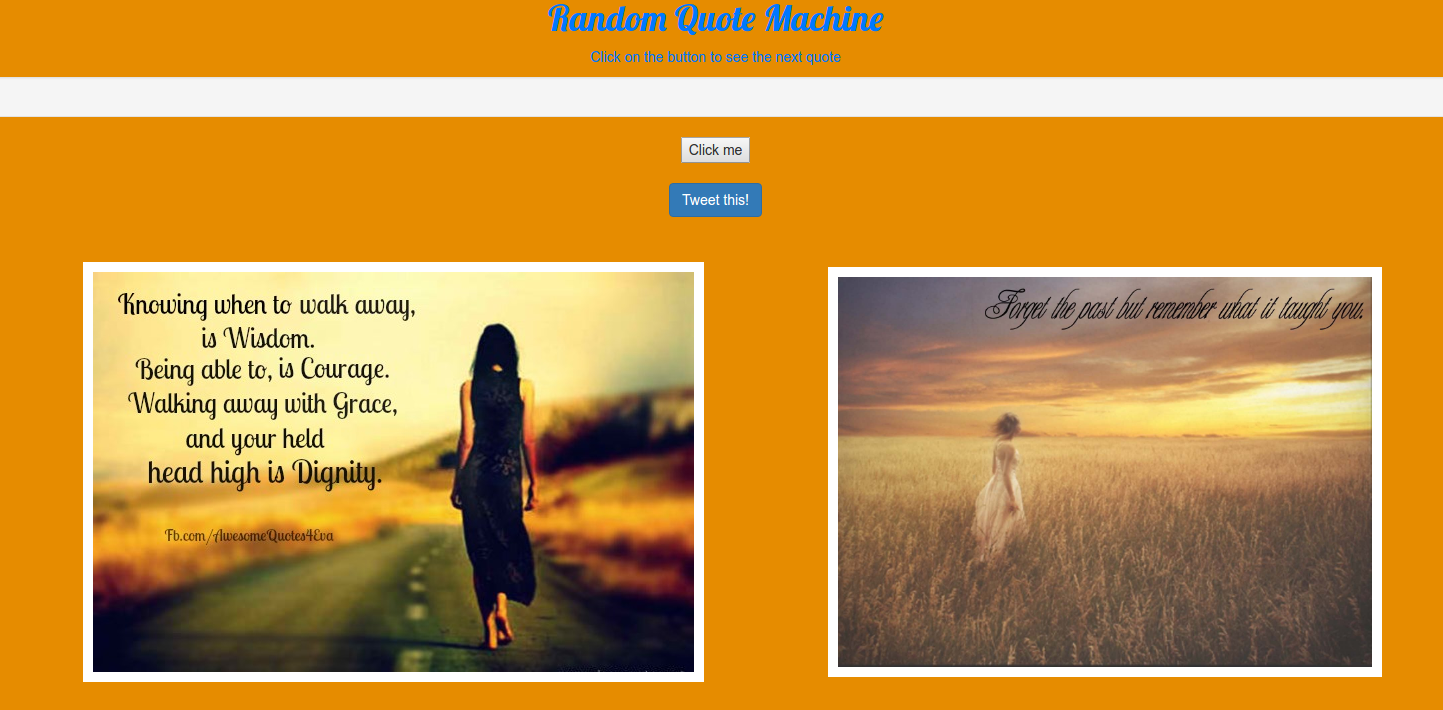 Random Quote Machine
Click on the button to see the next quote
Click me
Tweet this!
Knowing when to walk away,
is Wisdom.
Being able to, is Courage.
Walking away with Grace,
and your held
head high is Dignity.
Fb.com/AwesomeQuotes4Eva
Forget the past but remember what it taught you.